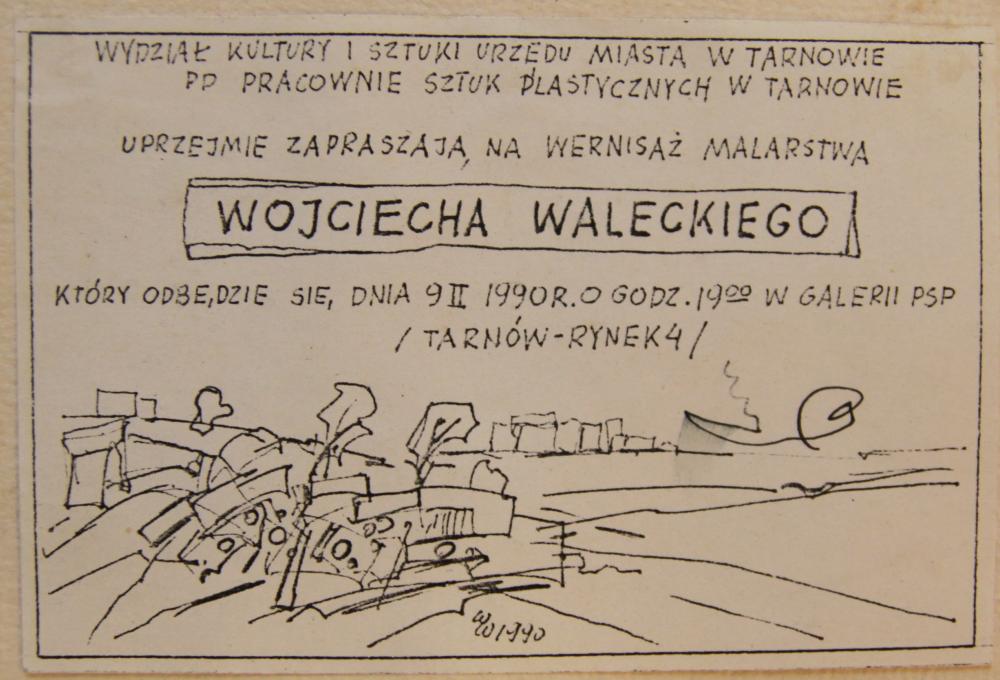 WYDZIAŁ KULTURY I SZTUKI URZĘDU MIASTA W TARNOWIE
PP PRACOWNIE SZTUK PLASTYCZNYCH W TARNOWIE
UPRZEJMIE ZAPRASZAJĄ NA WERNISAŻ MALARSTWA
WOJCIECHA WALECKIEGO
KTÓRY ODBĘDZIE SIĘ, DNIA 9 II 1990R. O GODZ. 19⁰⁰ W GALERII PSP
/ TARNÓW-RYNEK 4 /
1990